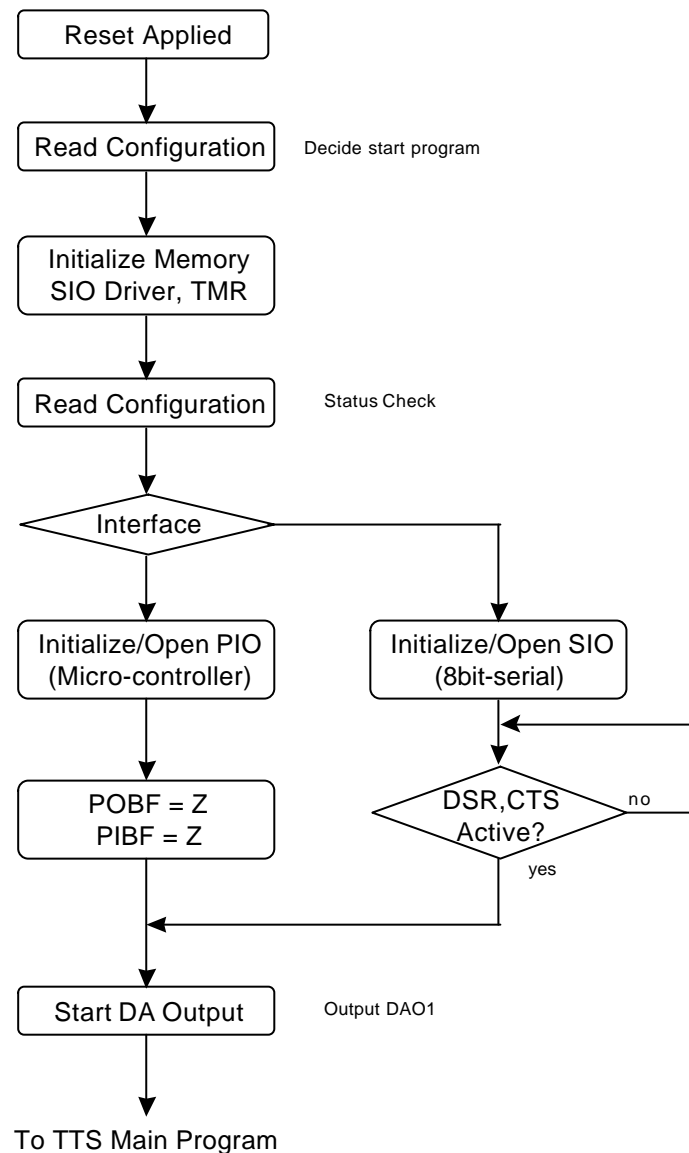 Reset Applied
Read Configuration
Decide start program
Initialize Memory
SIO Driver, TMR
Read Configuration
Status Check
Interface
Initialize/Open PIO
(Micro-controller)
Initialize/Open SIO
(8bit-serial)
POBF = Z
PIBF = Z
DSR,CTS
Active?
no
yes
Start DA Output
Output DAO1
To TTS Main Program